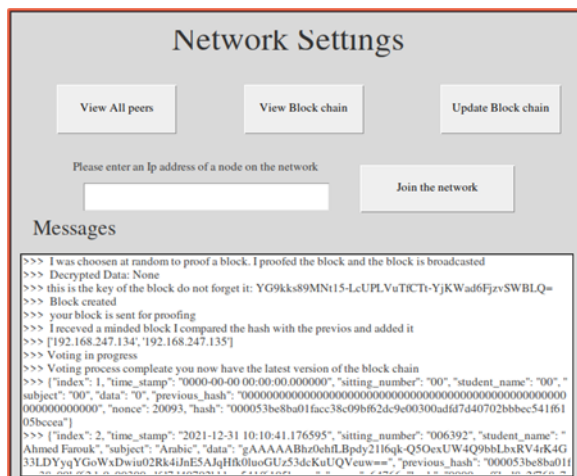 Network Settings
View All peers
View Block chain
Update Block chain
Please enter an Ip address of a node on the network
Join the network
Messages
>>> I was choosen at random to proof a block. I proofed the block and the block is broadcasted
>>> Decrypted Data: None
>>> this is the key of the block do not forget it: YG9kks89MNt15-LcUPLVuTfCTt-YjKWad6FjzvSWBLQ=
>>> Block created
>>> your block is sent for proofing
>>> I receved a minded block I compared the hash with the previos and added it
>>> ['192.168.247.134', '192.168.247.135']
>>> Voting in progress
>>> Voting process compleate you now have the latest version of the block chain
>>> {"index": 1, "time_stamp": "0000-00-00 00:00:00.000000", "sitting_number": "00", "student_name": "00", "
subject": "00", "data": "0", "previous_hash":
"nonce": 20093, "hash": "000053be8ba01facc38c09bf62dc9e00300adfd7d40702bbbec541f61
05bccea"}
>>> {"index": 2, "time_stamp": "2021-12-31 10:10:41.176595", "sitting_number": "006392", "student_name": "
Ahmed Farouk", "subject": "Arabic", "data":
"previous_hash": "000053be8ba01f